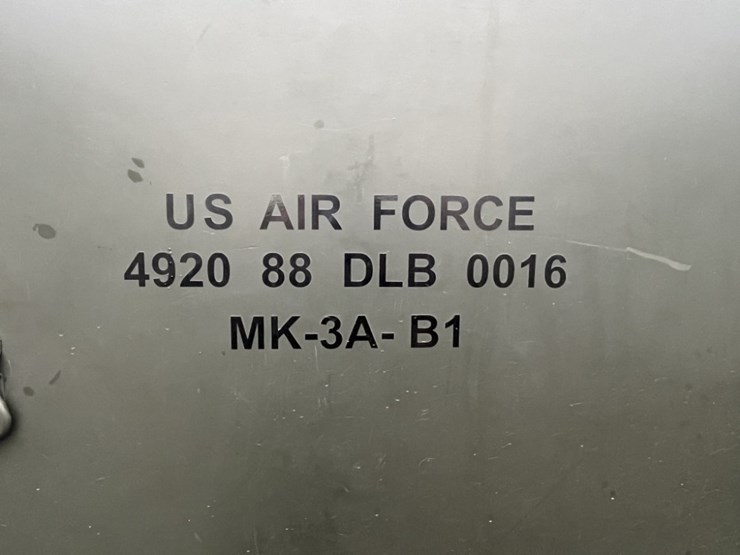 US AIR FORCE
4920 88 DLB 0016
MK-3A- B1